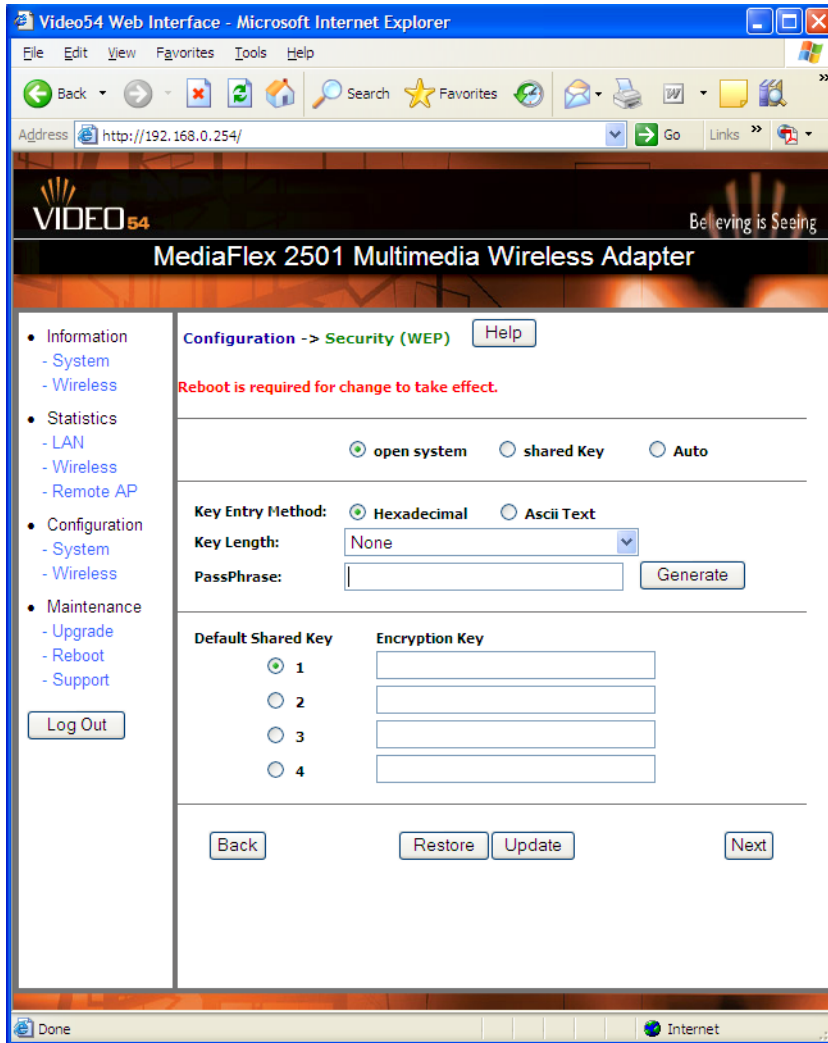 Video54 Web Interface - Microsoft Internet Explorer
File Edit View Favorites Tools Help
Back Search Favorites
Address http://192.168.0.254/ Go Links
VIDEO 54
Believing is Seeing
MediaFlex 2501 Multimedia Wireless Adapter
Information
- System
- Wireless
Statistics
- LAN
- Wireless
- Remote AP
Configuration
- System
- Wireless
Maintenance
- Upgrade
- Reboot
- Support
Log Out
Configuration -> Security (WEP) Help
Reboot is required for change to take effect.
open system shared Key Auto
Key Entry Method: Hexadecimal Ascii Text
Key Length: None
PassPhrase: Generate
Default Shared Key Encryption Key
1
2
3
4
Back Restore Update Next
Done Internet